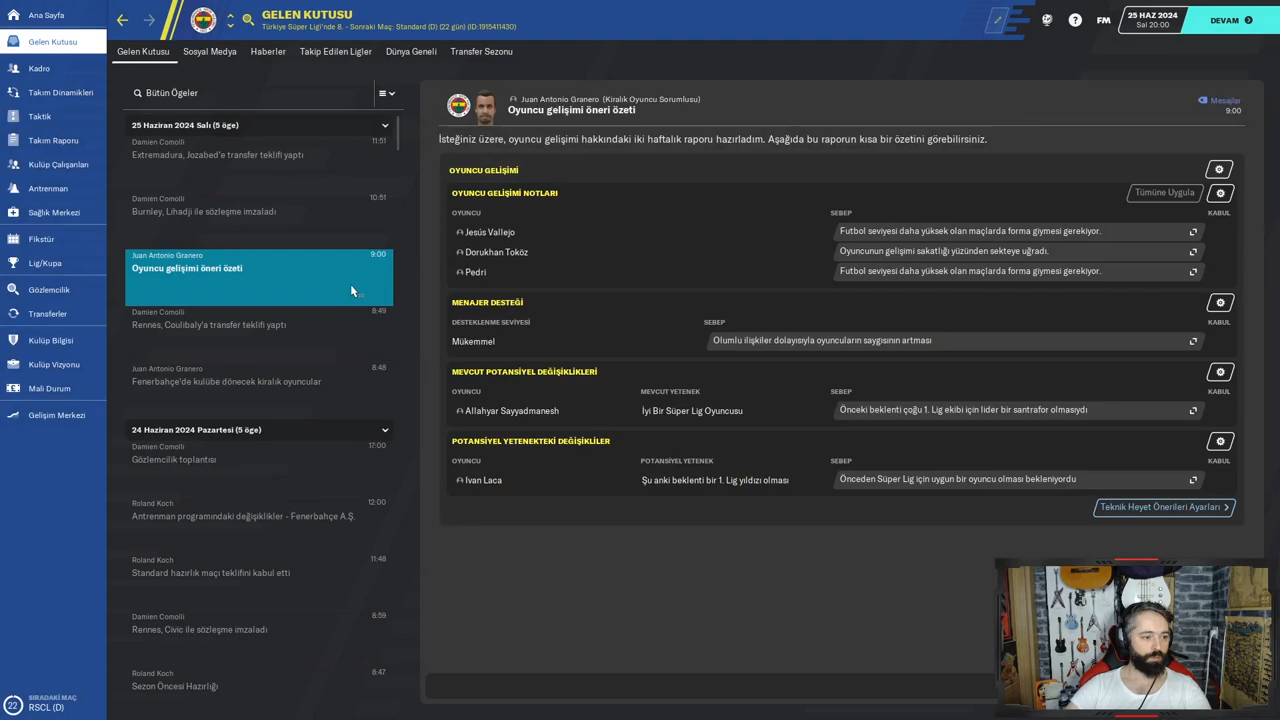 Ana Sayfa
Gelen Kutusu
Kadro
Takım Dinamikleri
Taktik
Takım Raporu
Kulüp Çalışanları
Antrenman
Sağlık Merkezi
Fikstür
Lig/Kupa
Gözlemcilik
Transferler
Kulüp Bilgisi
Kulüp Vizyonu
Mali Durum
Gelişim Merkezi
22
SIRADAKİ MAÇ
RSCL (D)
GELEN KUTUSU
Türkiye Süper Ligi'nde 8. - Sonraki Maç: Standard (D) (22 gün) (ID:1915411430)
?
FM
25 HAZ 2024
Sal 20:00
DEVAM
Gelen Kutusu
Sosyal Medya
Haberler
Takip Edilen Ligler
Dünya Geneli
Transfer Sezonu
Bütün Ögeler
25 Haziran 2024 Salı (5 öge)
Damien Comolli 11:51
Extremadura, Jozabed'e transfer teklifi yaptı
Damien Comolli 10:51
Burnley, Lihadji ile sözleşme imzaladı
Juan Antonio Granero 9:00
Oyuncu gelişimi öneri özeti
Damien Comolli 8:49
Rennes, Coulibaly'a transfer teklifi yaptı
Juan Antonio Granero 8:48
Fenerbahçe'de kulübe dönecek kiralık oyuncular
24 Haziran 2024 Pazartesi (5 öge)
Damien Comolli 17:00
Gözlemcilik toplantısı
Roland Koch 12:00
Antrenman programındaki değişiklikler - Fenerbahçe A.Ş.
Roland Koch 11:48
Standard hazırlık maçı teklifini kabul etti
Damien Comolli 8:59
Rennes, Civic ile sözleşme imzaladı
Roland Koch 8:47
Sezon Öncesi Hazırlığı
Juan Antonio Granero (Kiralık Oyuncu Sorumlusu)
Oyuncu gelişimi öneri özeti
Mesajlar
9:00
İsteğiniz üzere, oyuncu gelişimi hakkındaki iki haftalık raporu hazırladım. Aşağıda bu raporun kısa bir özetini görebilirsiniz.
OYUNCU GELİŞİMİ
OYUNCU GELİŞİMİ NOTLARI
Tümüne Uygula
OYUNCU SEBEP KABUL
Jesús Vallejo Futbol seviyesi daha yüksek olan maçlarda forma giymesi gerekiyor.
Dorukhan Toköz Oyuncunun gelişimi sakatlığı yüzünden sekteye uğradı.
Pedri Futbol seviyesi daha yüksek olan maçlarda forma giymesi gerekiyor.
MENAJER DESTEĞİ
DESTEKLENME SEVİYESİ SEBEP KABUL
Mükemmel Olumlu ilişkiler dolayısıyla oyuncuların saygısının artması
MEVCUT POTANSİYEL DEĞİŞİKLİKLERİ
OYUNCU MEVCUT YETENEK SEBEP KABUL
Allahyar Sayyadmanesh İyi Bir Süper Lig Oyuncusu Önceki beklenti çoğu 1. Lig ekibi için lider bir santrafor olmasıydı
POTANSİYEL YETENEKTEKİ DEĞİŞİKLİLER
OYUNCU POTANSİYEL YETENEK SEBEP KABUL
Ivan Laca Şu anki beklenti bir 1. Lig yıldızı olması Önceden Süper Lig için uygun bir oyuncu olması bekleniyordu
Teknik Heyet Önerileri Ayarları